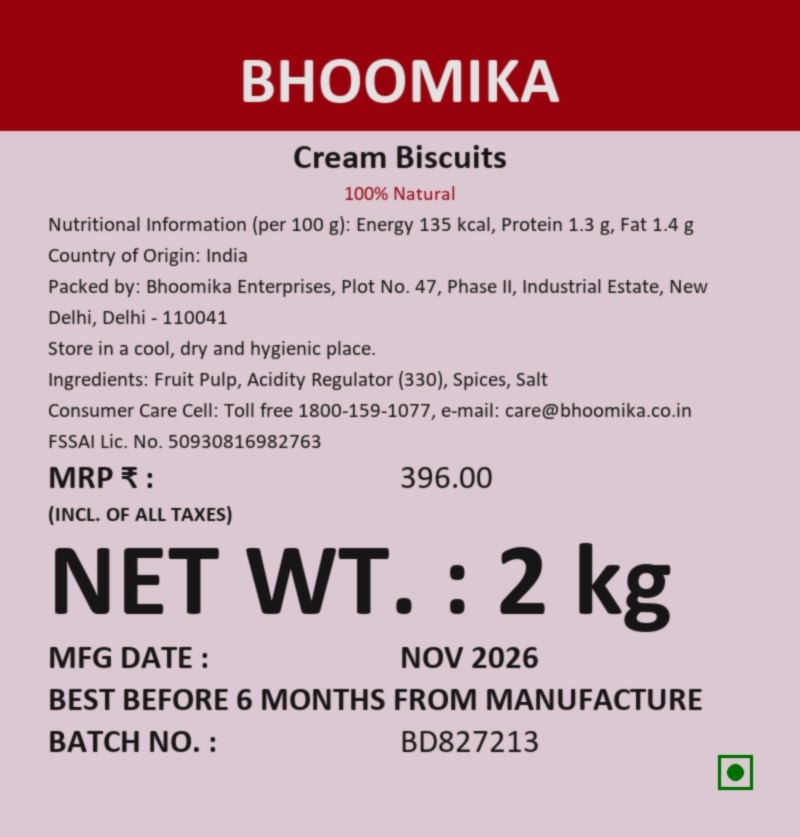 BHOOMIKA
Cream Biscuits
100% Natural
Nutritional Information (per 100 g): Energy 135 kcal, Protein 1.3 g, Fat 1.4 g
Country of Origin: India
Packed by: Bhoomika Enterprises, Plot No. 47, Phase II, Industrial Estate, New
Delhi, Delhi - 110041
Store in a cool, dry and hygienic place.
Ingredients: Fruit Pulp, Acidity Regulator (330), Spices, Salt
Consumer Care Cell: Toll free 1800-159-1077, e-mail: care@bhoomika.co.in
FSSAI Lic. No. 50930816982763
MRP ₹ : 396.00
(INCL. OF ALL TAXES)
NET WT. : 2 kg
MFG DATE : NOV 2026
BEST BEFORE 6 MONTHS FROM MANUFACTURE
BATCH NO. : BD827213